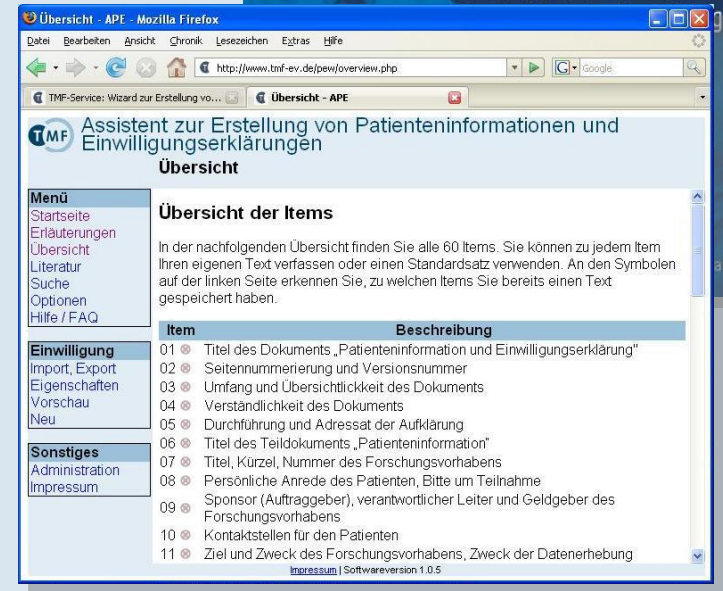 Übersicht - APE - Mozilla Firefox
Datei Bearbeiten Ansicht Chronik Lesezeichen Extras Hilfe
http://www.tmf-ev.de/pew/overview.php
G Google
TMF-Service: Wizard zur Erstellung vo...
Übersicht - APE
TMF
Assistent zur Erstellung von Patienteninformationen und
Einwilligungserklärungen
Übersicht
Menü
Startseite
Erläuterungen
Übersicht
Literatur
Suche
Optionen
Hilfe / FAQ
Einwilligung
Import, Export
Eigenschaften
Vorschau
Neu
Sonstiges
Administration
Impressum
Übersicht der Items
In der nachfolgenden Übersicht finden Sie alle 60 Items. Sie können zu jedem Item
Ihren eigenen Text verfassen oder einen Standardsatz verwenden. An den Symbolen
auf der linken Seite erkennen Sie, zu welchen Items Sie bereits einen Text
gespeichert haben.
Item Beschreibung
01 Titel des Dokuments „Patienteninformation und Einwilligungserklärung"
02 Seitennummerierung und Versionsnummer
03 Umfang und Übersichtlickkeit des Dokuments
04 Verständlichkeit des Dokuments
05 Durchführung und Adressat der Aufklärung
06 Titel des Teildokuments „Patienteninformation"
07 Titel, Kürzel, Nummer des Forschungsvorhabens
08 Persönliche Anrede des Patienten, Bitte um Teilnahme
09 Sponsor (Auftraggeber), verantwortlicher Leiter und Geldgeber des
Forschungsvorhabens
10 Kontaktstellen für den Patienten
11 Ziel und Zweck des Forschungsvorhabens, Zweck der Datenerhebung
Impressum | Softwareversion 1.0.5